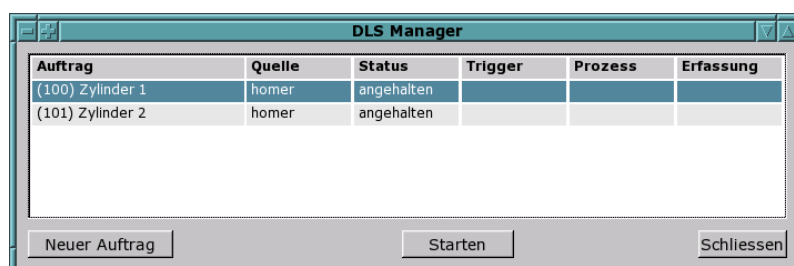 DLS Manager
Auftrag Quelle Status Trigger Prozess Erfassung
(100) Zylinder 1 homer angehalten
(101) Zylinder 2 homer angehalten
Neuer Auftrag Starten Schliessen